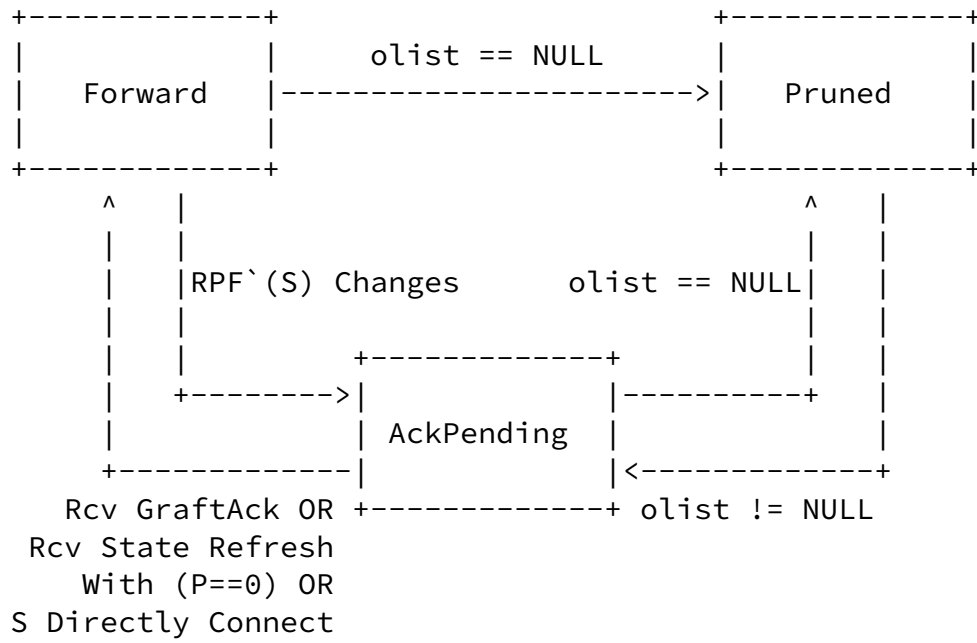 olist == NULL
Forward Pruned
RPF`(S) Changes olist == NULL
AckPending
Rcv GraftAck OR olist != NULL
Rcv State Refresh
With (P==0) OR
S Directly Connect